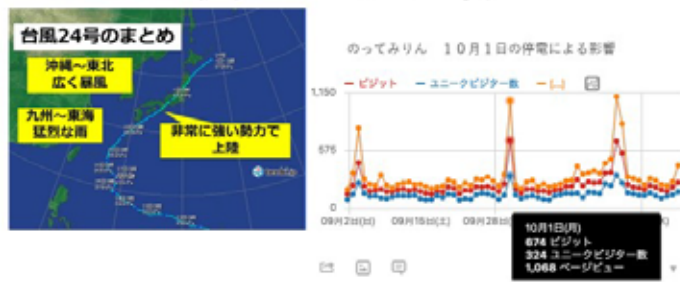 台風24号のまとめ
沖縄～東北
広く暴風
九州～東海
猛烈な雨
非常に強い勢力で
上陸
のってみりん 10月1日の停電による影響
ビジット ユニークビジター数 [...]
1,150
575
0
09月2日(日) 09月15日(土) 09月28日
10月1日(月)
674 ビジット
324 ユニークビジター数
1,068 ページビュー